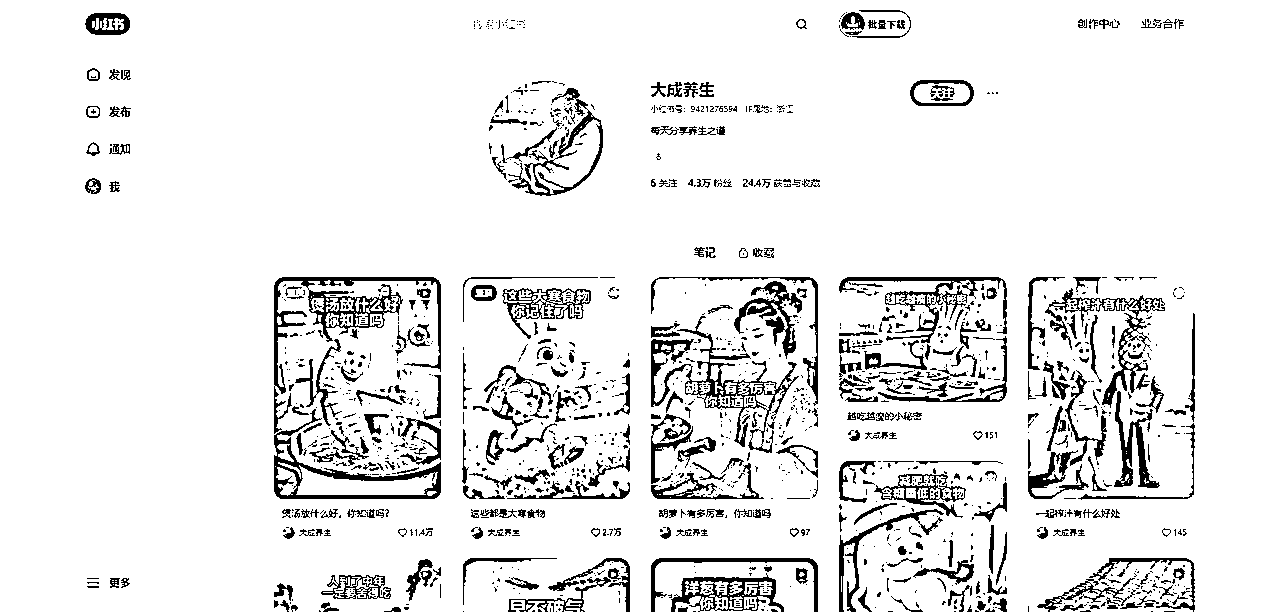 小红书
搜索小红书
批量下载
创作中心
业务合作
发现
发布
通知
我
更多
大成养生
小红书号：9421276594 IP属地：浙江
关注
每天分享养生之道
6 关注 4.3万 粉丝 24.4万 获赞与收藏
笔记
收藏
煲汤放什么好
你知道吗
煲汤放什么好，你知道吗？
大成养生
11.4万
这些大寒食物
你记住了吗
这些都是大寒食物
大成养生
2.7万
胡萝卜有多厉害
你知道吗
胡萝卜有多厉害，你知道吗
大成养生
97
越吃越瘦的小秘密
越吃越瘦的小秘密
大成养生
151
一起榨汁有什么好处
一起榨汁有什么好处
大成养生
145
人到了中年
减肥就吃
含糖量低的食物
洋葱有多厉害
你知道吗